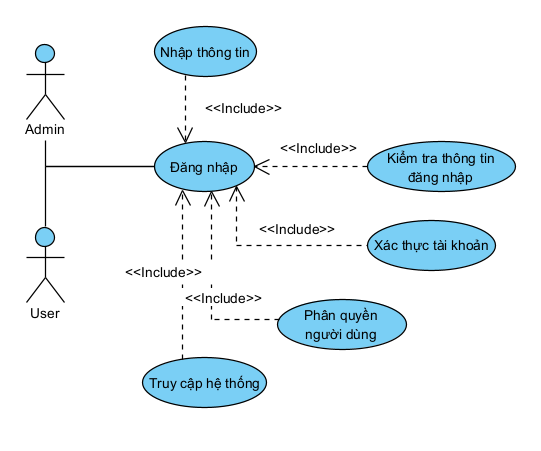 Nhập thông tin
<<Include>>
Admin
<<Include>>
Đăng nhập
Kiểm tra thông tin
đăng nhập
<<Include>>
Xác thực tài khoản
<<Include>>
<<Include>>
User
Phân quyền
người dùng
Truy cập hệ thống